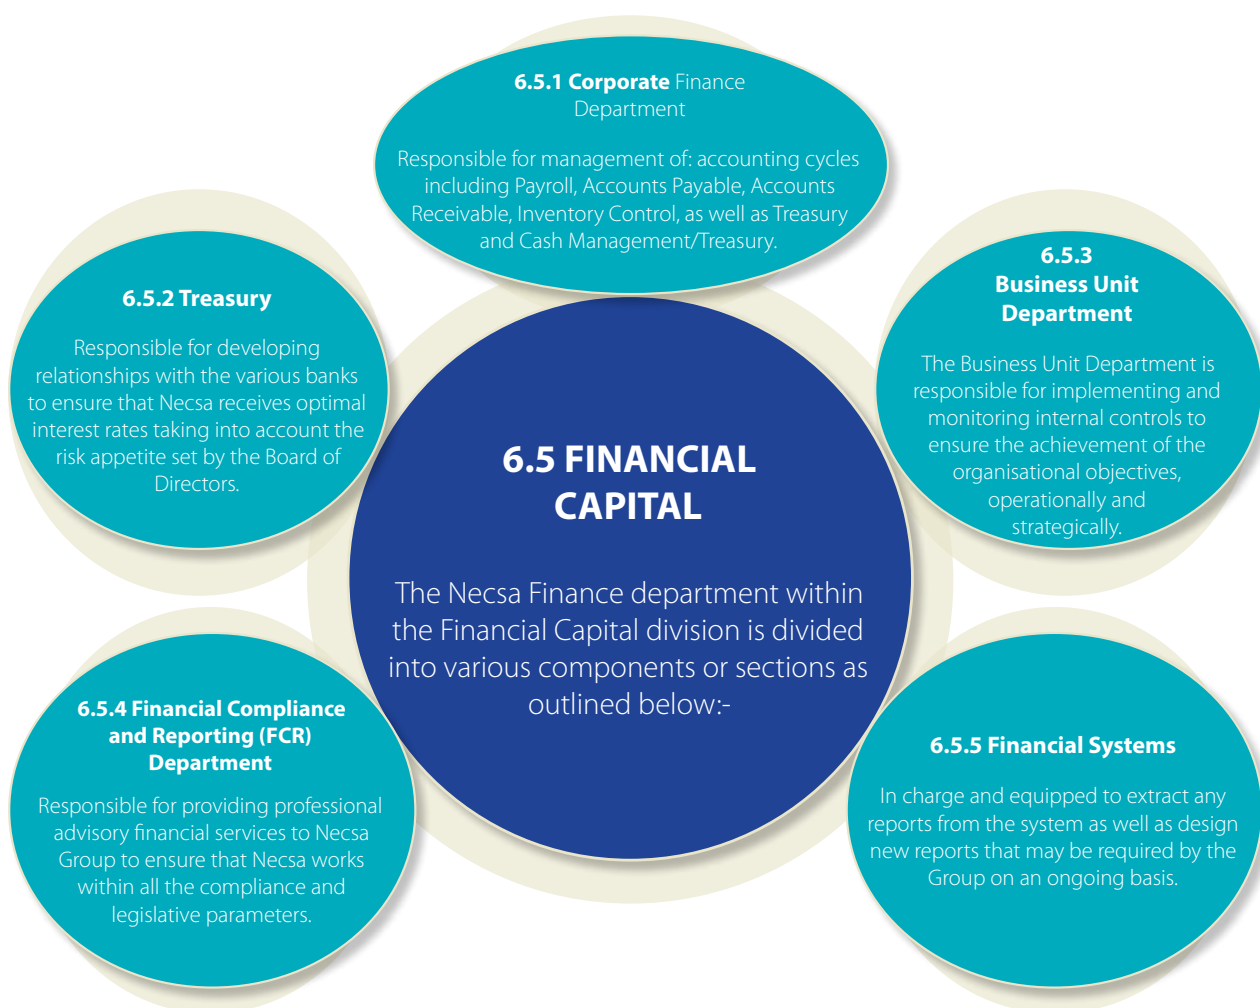 6.5.1 Corporate Finance
Department
Responsible for management of: accounting cycles
including Payroll, Accounts Payable, Accounts
Receivable, Inventory Control, as well as Treasury
and Cash Management/Treasury.
6.5.2 Treasury
Responsible for developing
relationships with the various banks
to ensure that Necsa receives optimal
interest rates taking into account the
risk appetite set by the Board of
Directors.
6.5.3
Business Unit
Department
The Business Unit Department is
responsible for implementing and
monitoring internal controls to
ensure the achievement of the
organisational objectives,
operationally and
strategically.
6.5 FINANCIAL
CAPITAL
The Necsa Finance department within
the Financial Capital division is divided
into various components or sections as
outlined below:-
6.5.4 Financial Compliance
and Reporting (FCR)
Department
Responsible for providing professional
advisory financial services to Necsa
Group to ensure that Necsa works
within all the compliance and
legislative parameters.
6.5.5 Financial Systems
In charge and equipped to extract any
reports from the system as well as design
new reports that may be required by the
Group on an ongoing basis.